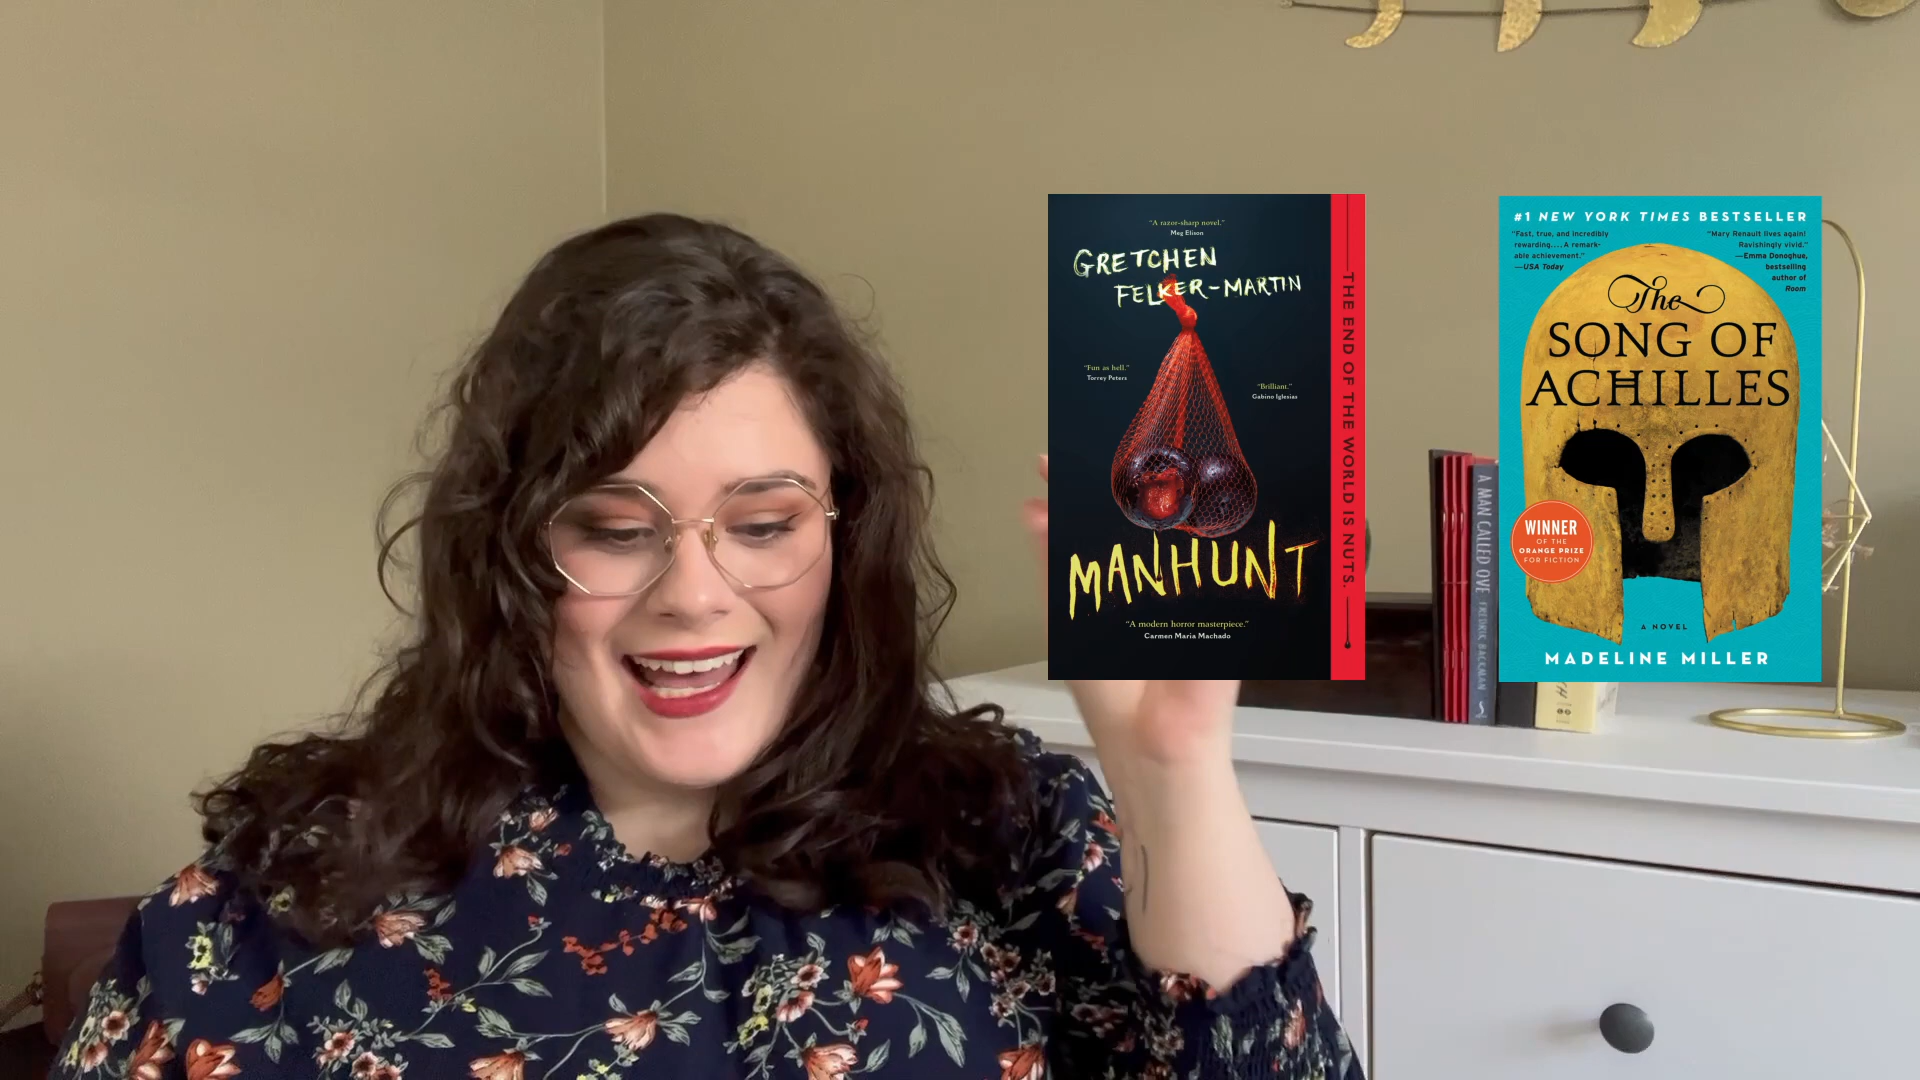 "A razor-sharp novel."
Meg Elison
GRETCHEN
FELKER-MARTIN
"Fun as hell."
Torrey Peters
"Brilliant."
Gabino Iglesias
MANHUNT
"A modern horror masterpiece."
Carmen Maria Machado
THE END OF THE WORLD IS NUTS.
A MAN CALLED OVE FREDRIK BACKMAN
#1 NEW YORK TIMES BESTSELLER
"Fast, true, and incredibly
rewarding.... A remark-
able achievement."
—USA Today
"Mary Renault lives again!
Ravishingly vivid."
—Emma Donoghue,
bestselling
author of
Room
The
SONG OF
ACHILLES
WINNER
OF THE
ORANGE PRIZE
FOR FICTION
A NOVEL
MADELINE MILLER